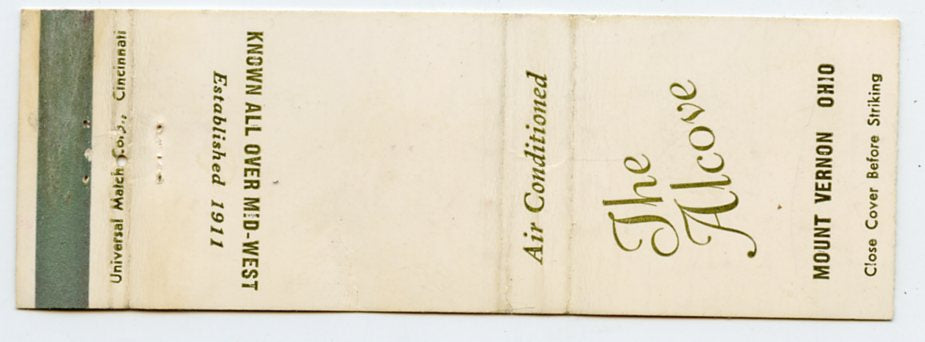 The
Alcove
MOUNT VERNON OHIO
Close Cover Before Striking
Air Conditioned
KNOWN ALL OVER MID-WEST
Established 1911
Universal Match Corp., Cincinnati